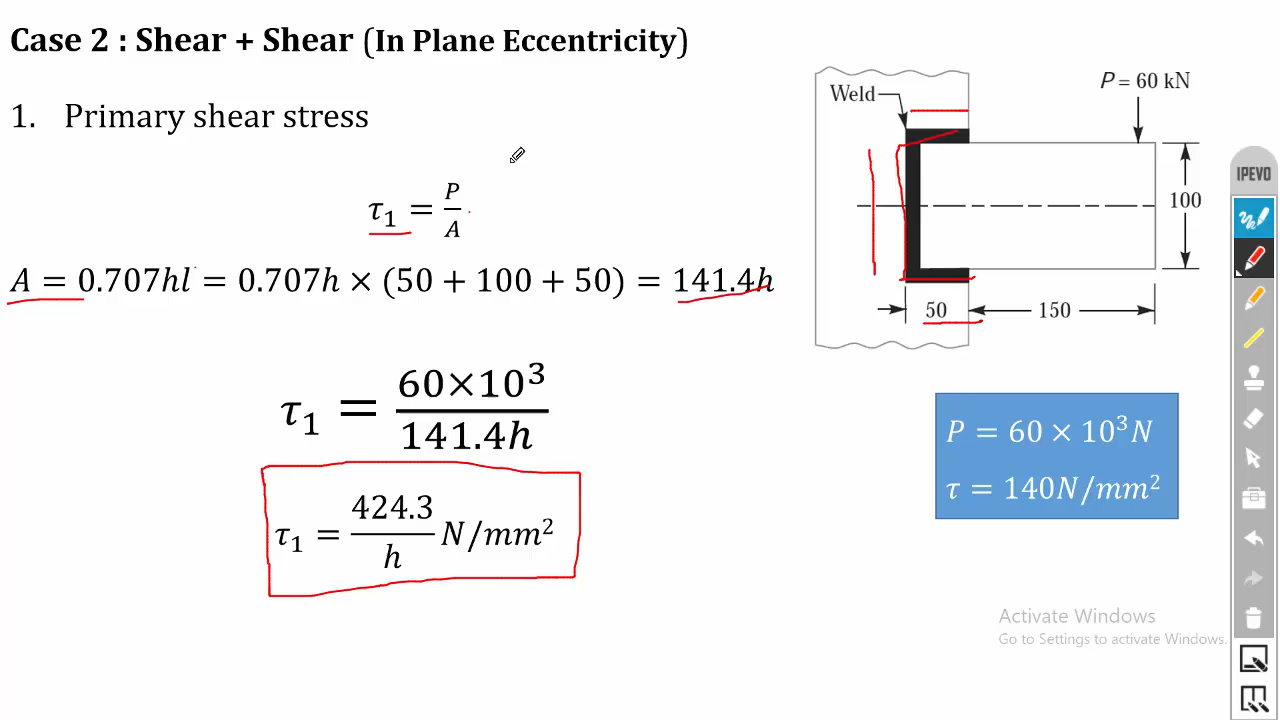 Case 2 : Shear + Shear (In Plane Eccentricity)
1. Primary shear stress
τ₁ = P/A
A = 0.707hl = 0.707h × (50 + 100 + 50) = 141.4h
τ₁ = 60×10³/141.4h
τ₁ = 424.3/h N/mm²
P = 60 kN
Weld
100
50
150
P = 60 × 10³N
τ = 140N/mm²
IPEVO
Activate Windows
Go to Settings to activate Windows.